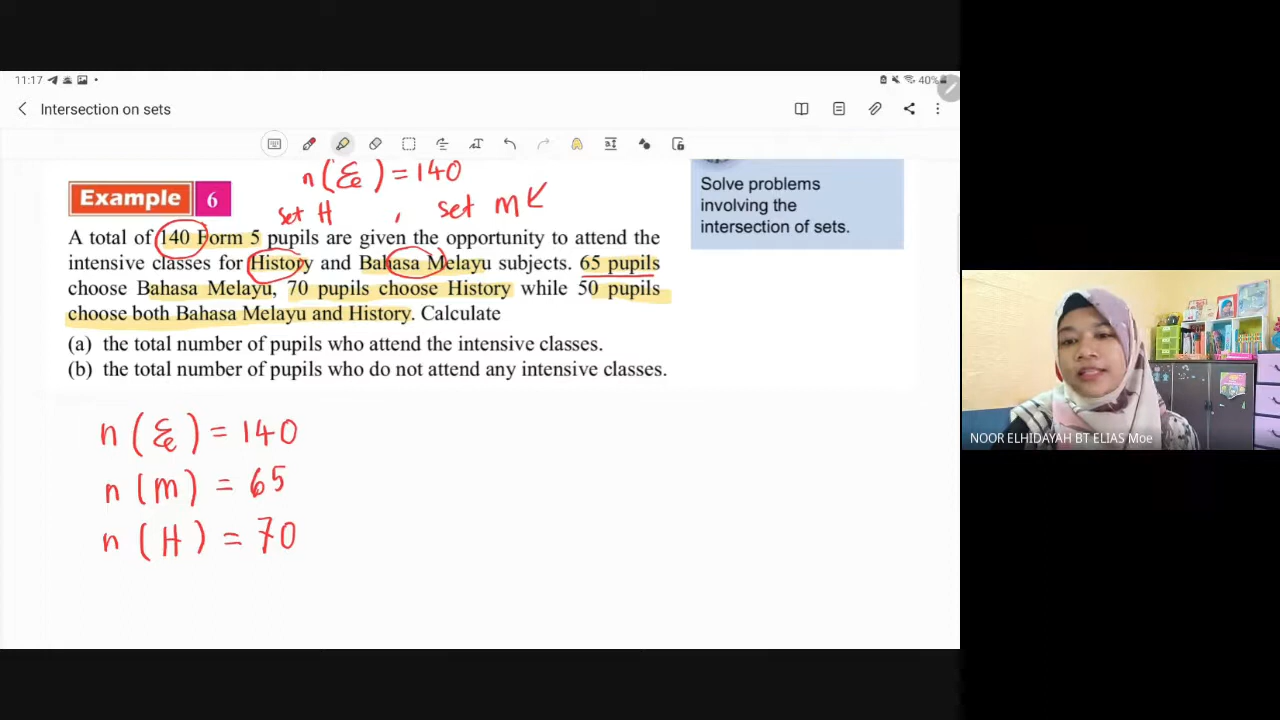 11:17
40%
Intersection on sets
n(ξ) = 140
set H , set M
Example 6
A total of 140 Form 5 pupils are given the opportunity to attend the
intensive classes for History and Bahasa Melayu subjects. 65 pupils
choose Bahasa Melayu, 70 pupils choose History while 50 pupils
choose both Bahasa Melayu and History. Calculate
(a) the total number of pupils who attend the intensive classes.
(b) the total number of pupils who do not attend any intensive classes.
Solve problems
involving the
intersection of sets.
n(ξ) = 140
n(M) = 65
n(H) = 70
NOOR ELHIDAYAH BT ELIAS Moe